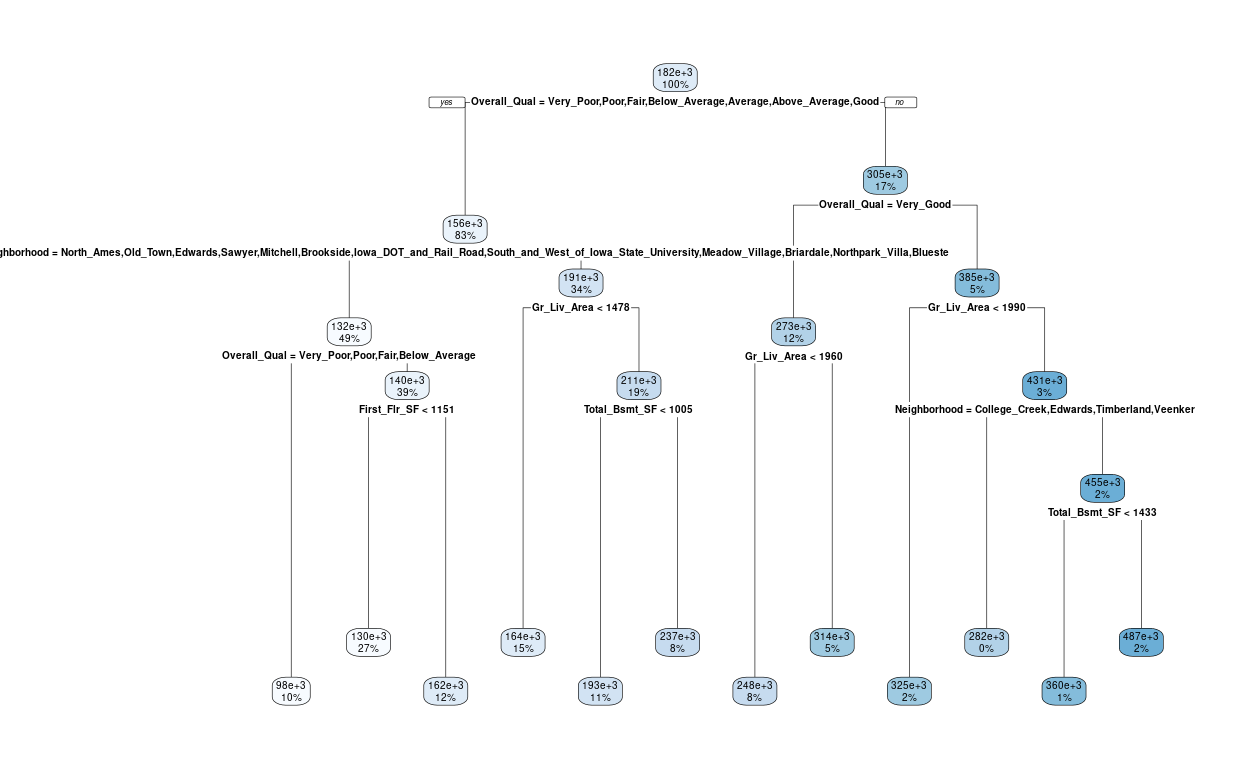 182e+3
100%
yes
Overall_Qual = Very_Poor,Poor,Fair,Below_Average,Average,Above_Average,Good
no
305e+3
17%
Overall_Qual = Very_Good
156e+3
83%
ghborhood = North_Ames,Old_Town,Edwards,Sawyer,Mitchell,Brookside,Iowa_DOT_and_Rail_Road,South_and_West_of_Iowa_State_University,Meadow_Village,Briardale,Northpark_Villa,Blueste
191e+3
34%
Gr_Liv_Area < 1478
385e+3
5%
Gr_Liv_Area < 1990
132e+3
49%
Overall_Qual = Very_Poor,Poor,Fair,Below_Average
273e+3
12%
Gr_Liv_Area < 1960
140e+3
39%
First_Flr_SF < 1151
211e+3
19%
Total_Bsmt_SF < 1005
431e+3
3%
Neighborhood = College_Creek,Edwards,Timberland,Veenker
455e+3
2%
Total_Bsmt_SF < 1433
130e+3
27%
164e+3
15%
237e+3
8%
314e+3
5%
282e+3
0%
487e+3
2%
98e+3
10%
162e+3
12%
193e+3
11%
248e+3
8%
325e+3
2%
360e+3
1%